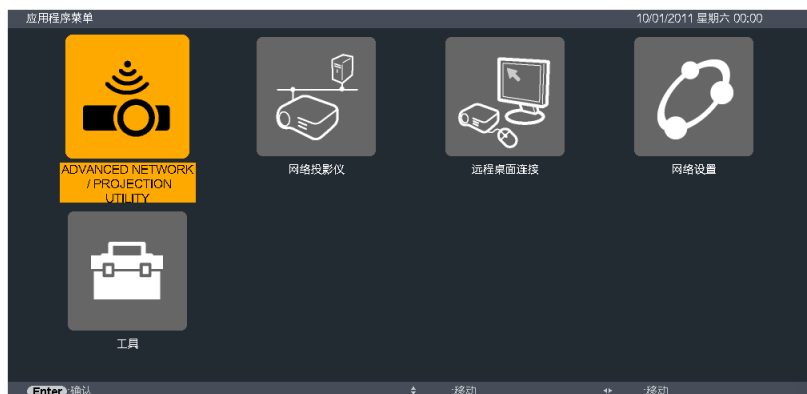 应用程序菜单
10/01/2011 星期六 00:00
ADVANCED NETWORK
/ PROJECTION
UTILITY
网络投影仪
远程桌面连接
网络设置
工具
Enter :确认
:移动
:移动